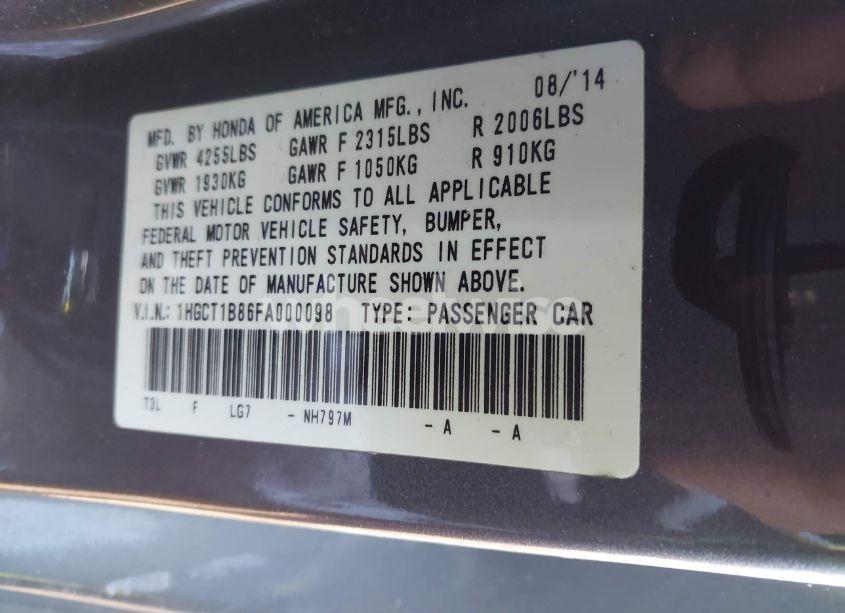 MFD. BY HONDA OF AMERICA MFG., INC. 08/'14
GVWR 4255LBS GAWR F 2315LBS R 2006LBS
GVWR 1930KG GAWR F 1050KG R 910KG
THIS VEHICLE CONFORMS TO ALL APPLICABLE
FEDERAL MOTOR VEHICLE SAFETY, BUMPER,
AND THEFT PREVENTION STANDARDS IN EFFECT
ON THE DATE OF MANUFACTURE SHOWN ABOVE.
V.I.N.: 1HGCT1B86FA000098 TYPE: PASSENGER CAR
T3L F LG7 - NH797M - A - A